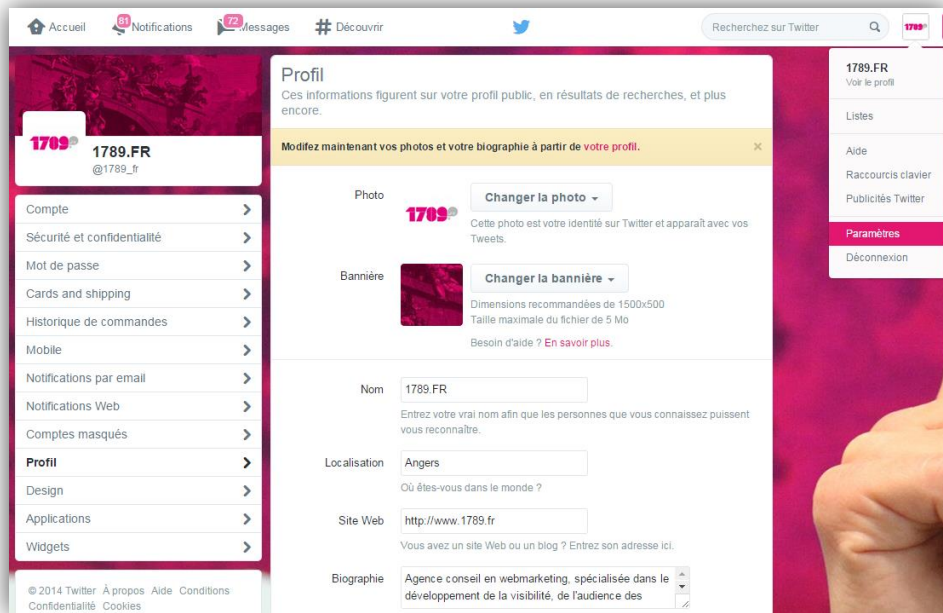 Accueil
81
Notifications
72
Messages
Découvrir
Recherchez sur Twitter
1789
1789
1789.FR
@1789_fr
Compte
Sécurité et confidentialité
Mot de passe
Cards and shipping
Historique de commandes
Mobile
Notifications par email
Notifications Web
Comptes masqués
Profil
Design
Applications
Widgets
© 2014 Twitter À propos Aide Conditions
Confidentialité Cookies
Profil
Ces informations figurent sur votre profil public, en résultats de recherches, et plus
encore.
Modifez maintenant vos photos et votre biographie à partir de votre profil.
Photo
1789
Changer la photo
Cette photo est votre identité sur Twitter et apparaît avec vos
Tweets.
Bannière
Changer la bannière
Dimensions recommandées de 1500x500
Taille maximale du fichier de 5 Mo
Besoin d'aide ? En savoir plus.
Nom
1789.FR
Entrez votre vrai nom afin que les personnes que vous connaissez puissent
vous reconnaître.
Localisation
Angers
Où êtes-vous dans le monde ?
Site Web
http://www.1789.fr
Vous avez un site Web ou un blog ? Entrez son adresse ici.
Biographie
Agence conseil en webmarketing, spécialisée dans le
développement de la visibilité, de l'audience des
1789.FR
Voir le profil
Listes
Aide
Raccourcis clavier
Publicités Twitter
Paramètres
Déconnexion